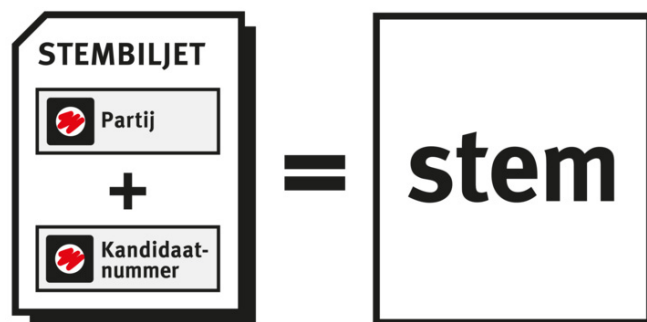 STEMBILJET
Partij
+
Kandidaat-
nummer
=
stem